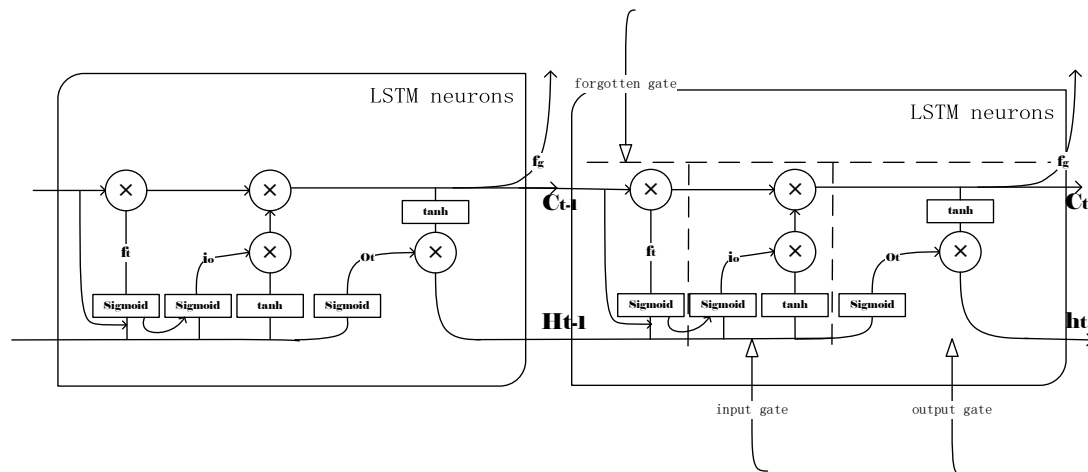 forgotten gate
LSTM neurons
LSTM neurons
fg
fg
Ct-1
Ct
tanh
tanh
ft
io
ot
ft
io
ot
Sigmoid
Sigmoid
tanh
Sigmoid
Sigmoid
Sigmoid
tanh
Sigmoid
Ht-1
ht
input gate
output gate